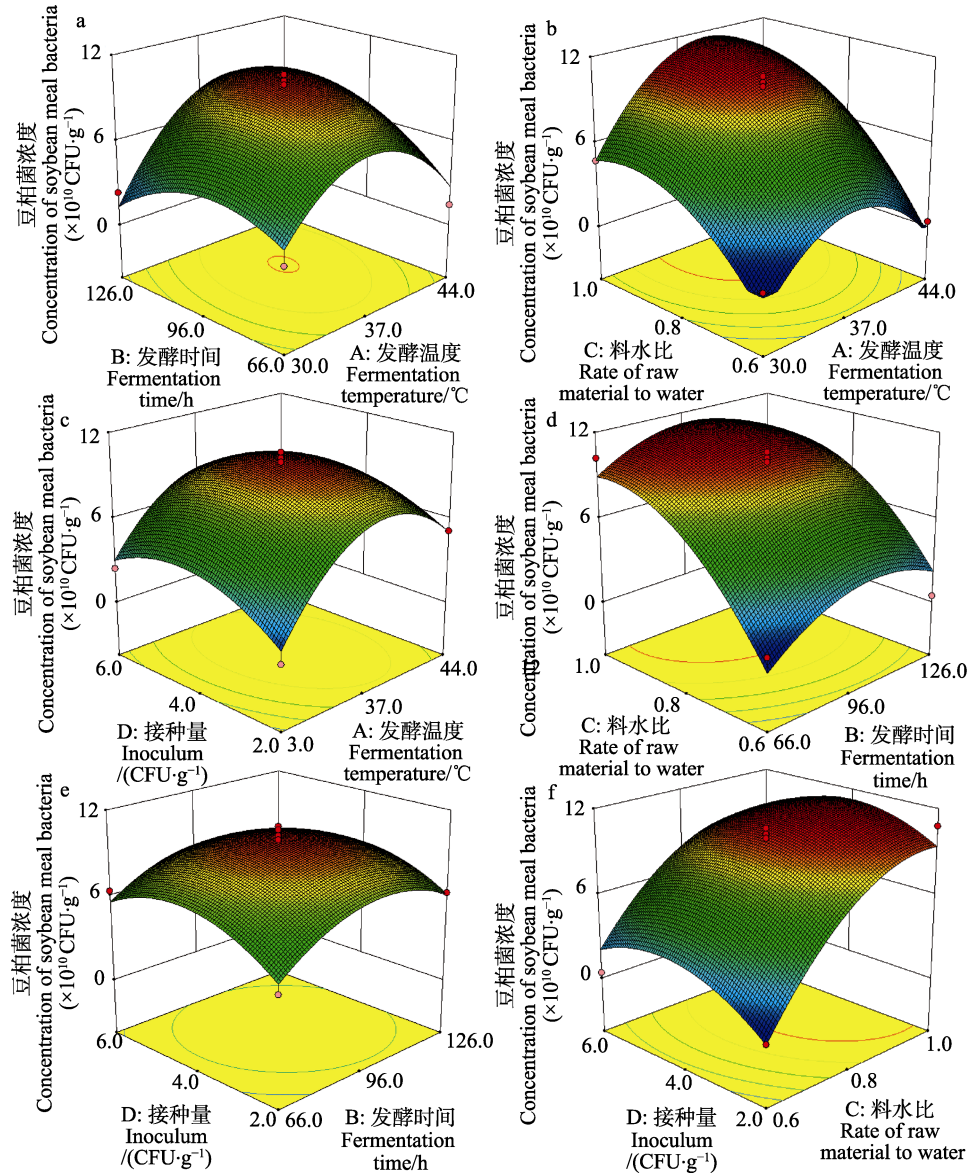 a
豆柏菌浓度
Concentration of soybean meal bacteria
(×10¹⁰ CFU·g⁻¹)
12
6
0
126.0
96.0
66.0
30.0
37.0
44.0
B: 发酵时间
Fermentation
time/h
A: 发酵温度
Fermentation
temperature/℃
b
豆柏菌浓度
Concentration of soybean meal bacteria
(×10¹⁰ CFU·g⁻¹)
12
6
0
1.0
0.8
0.6
30.0
37.0
44.0
C: 料水比
Rate of raw
material to water
A: 发酵温度
Fermentation
temperature/℃
c
豆柏菌浓度
Concentration of soybean meal bacteria
(×10¹⁰ CFU·g⁻¹)
12
6
0
6.0
4.0
2.0
3.0
37.0
44.0
D: 接种量
Inoculum
/(CFU·g⁻¹)
A: 发酵温度
Fermentation
temperature/℃
d
豆柏菌浓度
Concentration of soybean meal bacteria
(×10¹⁰ CFU·g⁻¹)
12
6
0
2
1.0
0.8
0.6
66.0
96.0
126.0
C: 料水比
Rate of raw
material to water
B: 发酵时间
Fermentation
time/h
e
豆柏菌浓度
Concentration of soybean meal bacteria
(×10¹⁰ CFU·g⁻¹)
12
6
0
6.0
4.0
2.0
66.0
96.0
126.0
D: 接种量
Inoculum
/(CFU·g⁻¹)
B: 发酵时间
Fermentation
time/h
f
豆柏菌浓度
Concentration of soybean meal bacteria
(×10¹⁰ CFU·g⁻¹)
12
6
0
6.0
4.0
2.0
0.6
0.8
1.0
D: 接种量
Inoculum
/(CFU·g⁻¹)
C: 料水比
Rate of raw
material to water